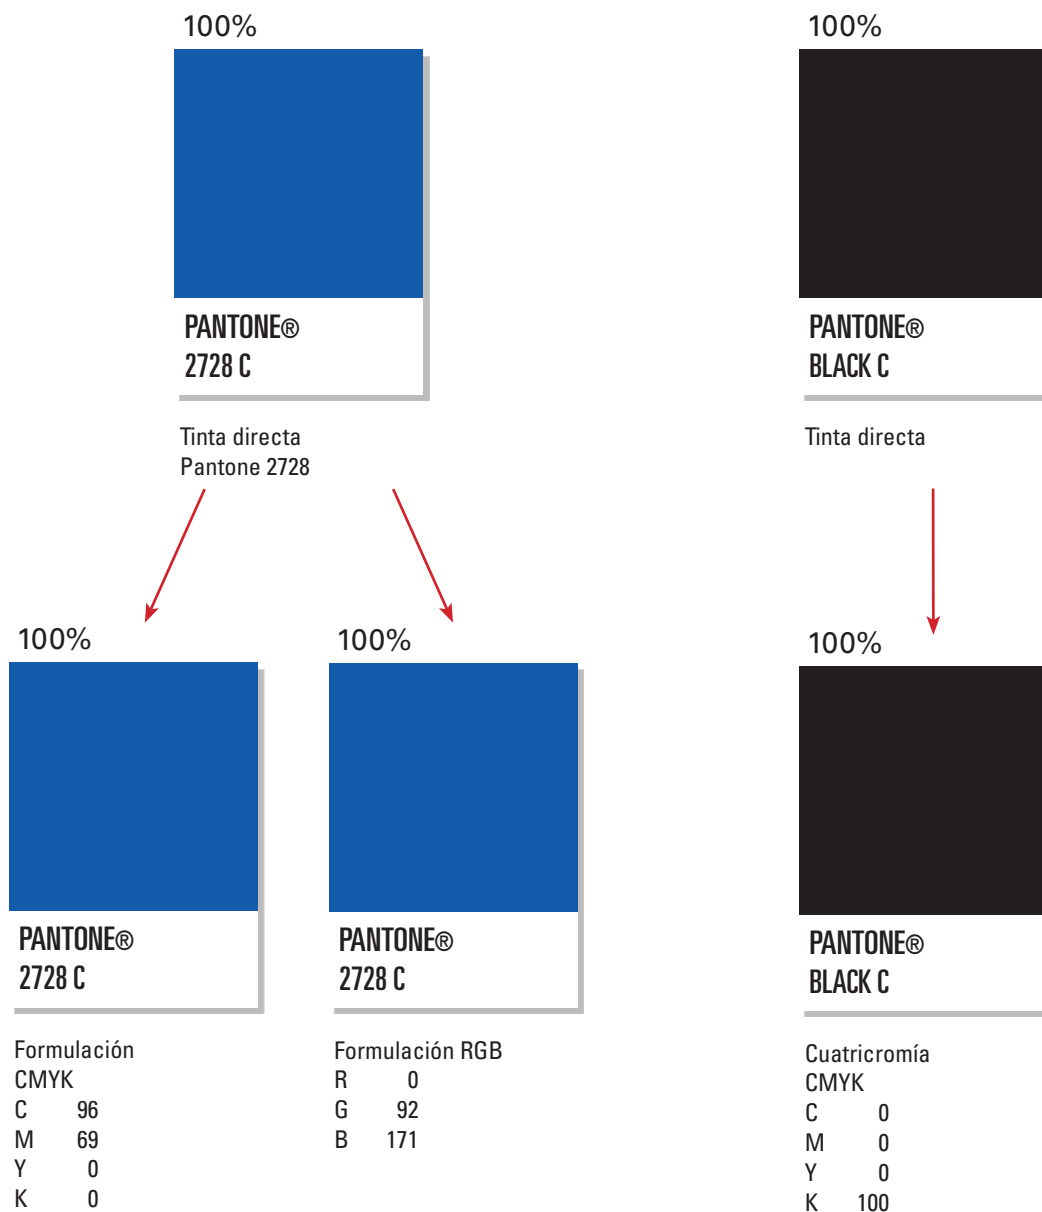 100%
PANTONE®
2728 C
Tinta directa
Pantone 2728
100%
PANTONE®
BLACK C
Tinta directa
100%
PANTONE®
2728 C
Formulación
CMYK
C 96
M 69
Y 0
K 0
100%
PANTONE®
2728 C
Formulación RGB
R 0
G 92
B 171
100%
PANTONE®
BLACK C
Cuatricromía
CMYK
C 0
M 0
Y 0
K 100